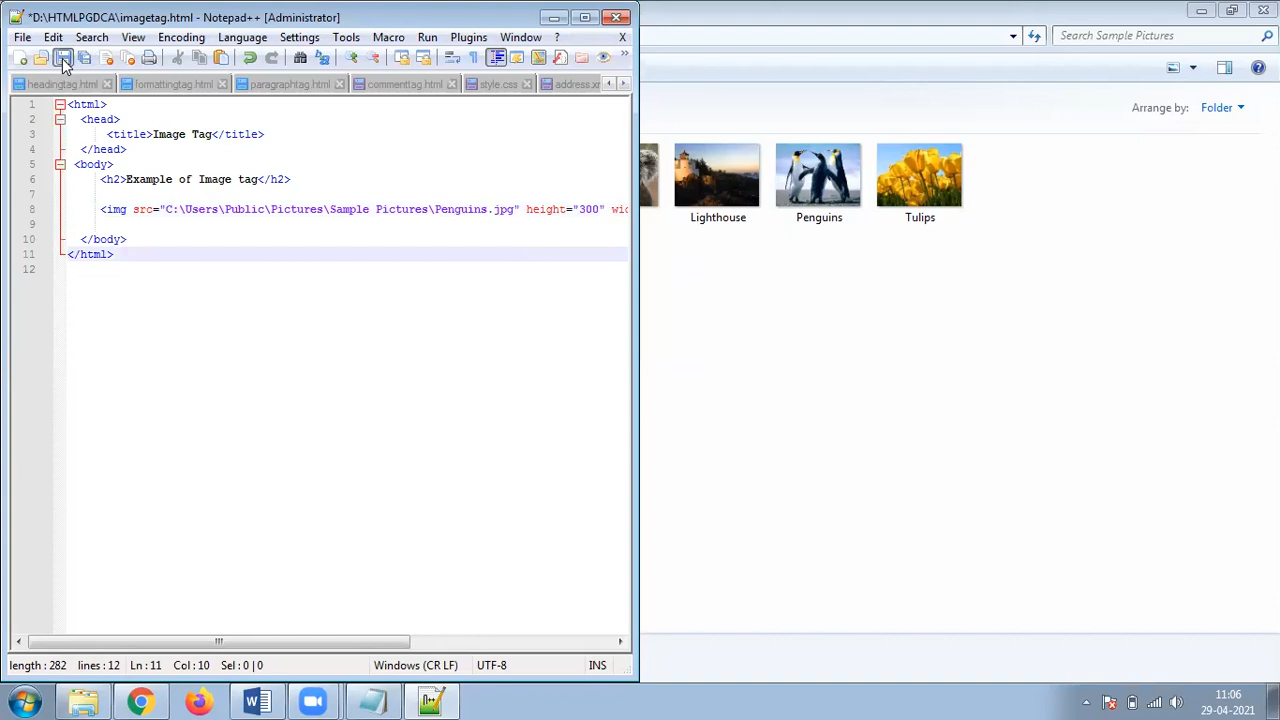 *D:\HTMLPGDCA\imagetag.html - Notepad++ [Administrator]
File Edit Search View Encoding Language Settings Tools Macro Run Plugins Window ? X
headingtag.html formattingtag.html paragraphtag.html commenttag.html style.css address.xr
1 <html>
2 <head>
3 <title>Image Tag</title>
4 </head>
5 <body>
6 <h2>Example of Image tag</h2>
7
8 <img src="C:\Users\Public\Pictures\Sample Pictures\Penguins.jpg" height="300" wid
9
10 </body>
11 </html>
12
length : 282 lines : 12 Ln : 11 Col : 10 Sel : 0 | 0 Windows (CR LF) UTF-8 INS
Search Sample Pictures
Arrange by: Folder
Lighthouse Penguins Tulips
11:06
29-04-2021